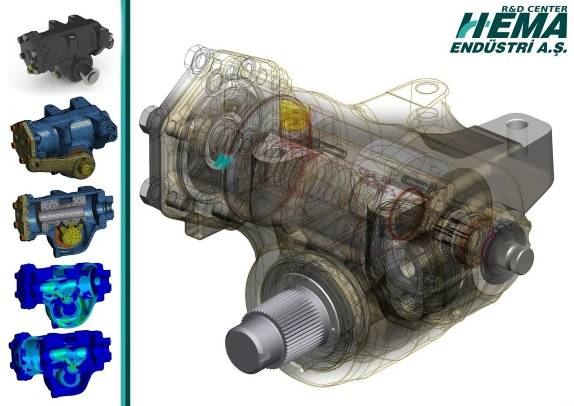 R&D CENTER
HEMA
ENDÜSTRİ A.Ş.